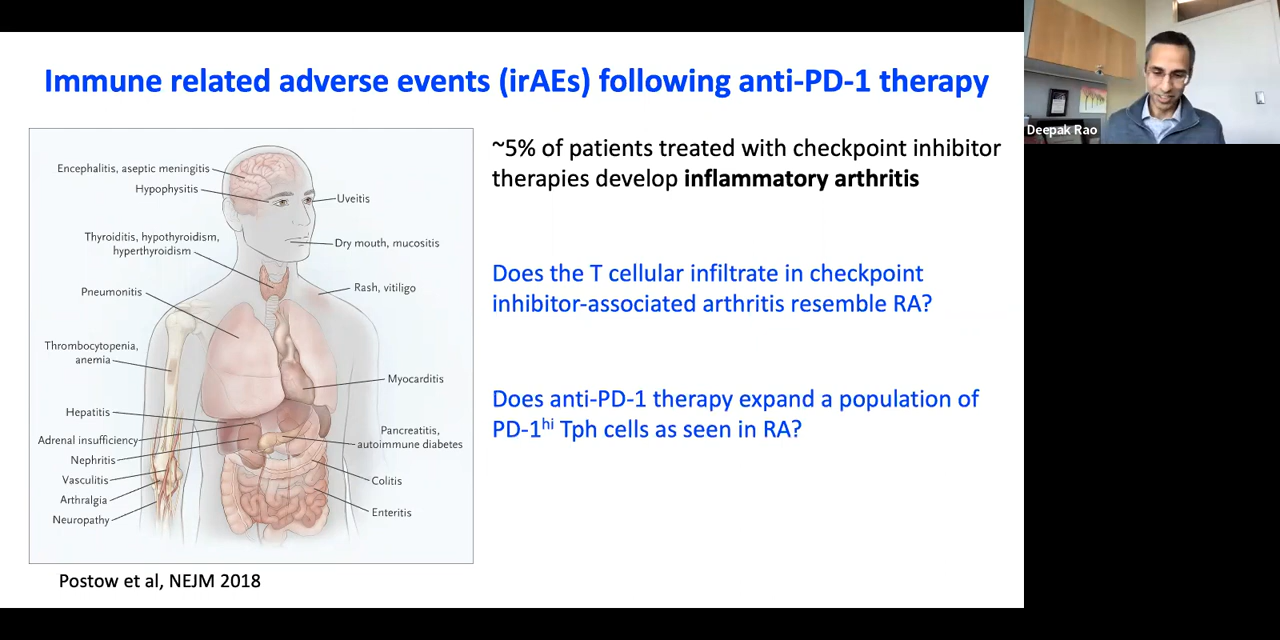 Immune related adverse events (irAEs) following anti-PD-1 therapy
Deepak Rao
Encephalitis, aseptic meningitis
Hypophysitis
Uveitis
Thyroiditis, hypothyroidism,
hyperthyroidism
Dry mouth, mucositis
Pneumonitis
Rash, vitiligo
Thrombocytopenia,
anemia
Myocarditis
Hepatitis
Adrenal insufficiency
Pancreatitis,
autoimmune diabetes
Nephritis
Vasculitis
Colitis
Arthralgia
Neuropathy
Enteritis
Postow et al, NEJM 2018
~5% of patients treated with checkpoint inhibitor
therapies develop inflammatory arthritis
Does the T cellular infiltrate in checkpoint
inhibitor-associated arthritis resemble RA?
Does anti-PD-1 therapy expand a population of
PD-1hi Tph cells as seen in RA?